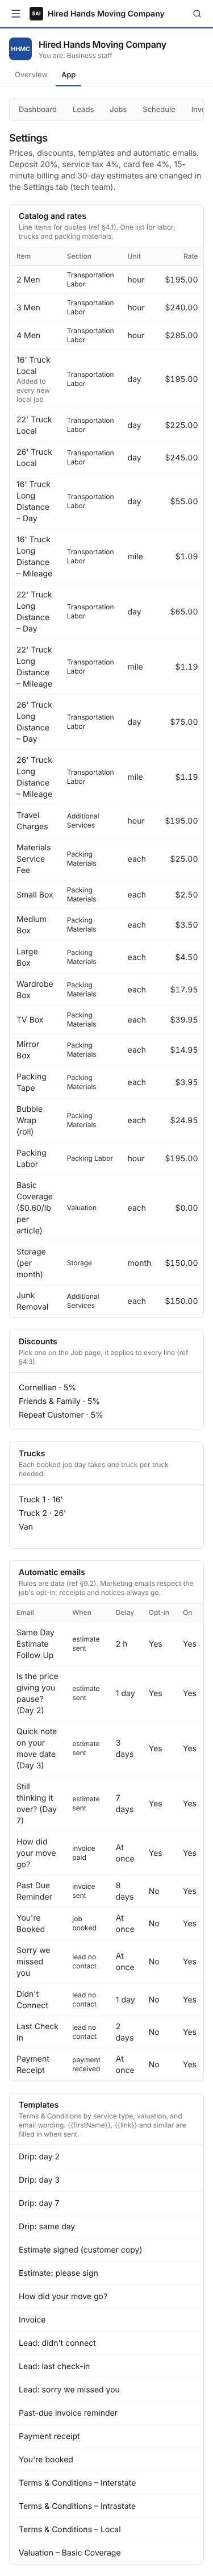 SAI Hired Hands Moving Company
HHMC
Hired Hands Moving Company
You are: Business staff
Overview App
Dashboard Leads Jobs Schedule Invo
Settings
Prices, discounts, templates and automatic emails.
Deposit 20%, service tax 4%, card fee 4%, 15-
minute billing and 30-day estimates are changed in
the Settings tab (tech team).
Catalog and rates
Line items for quotes (ref §4.1). One list for labor,
trucks and packing materials.
Item Category Unit Rate
2 Men Transportation Labor hour $195.00
3 Men Transportation Labor hour $240.00
4 Men Transportation Labor hour $285.00
16' Truck
Local
Added to
every new
local job
Transportation
Labor
day $195.00
22' Truck
Local
Transportation
Labor
day $225.00
26' Truck
Local
Transportation
Labor
day $245.00
16' Truck
Long
Distance
– Day
Transportation
Labor
day $55.00
16' Truck
Long
Distance
– Mileage
Transportation
Labor
mile $1.09
22' Truck
Long
Distance
– Day
Transportation
Labor
day $65.00
22' Truck
Long
Distance
– Mileage
Transportation
Labor
mile $1.19
26' Truck
Long
Distance
– Day
Transportation
Labor
day $75.00
26' Truck
Long
Distance
– Mileage
Transportation
Labor
mile $1.19
Travel
Charges
Additional
Services
hour $195.00
Materials
Service
Fee
Packing
Materials
each $25.00
Small Box
Packing
Materials
each $2.50
Medium
Box
Packing
Materials
each $3.50
Large
Box
Packing
Materials
each $4.50
Wardrobe
Box
Packing
Materials
each $17.95
TV Box
Packing
Materials
each $39.95
Mirror
Box
Packing
Materials
each $14.95
Packing
Tape
Packing
Materials
each $3.95
Bubble
Wrap
(roll)
Packing
Materials
each $24.95
Packing
Labor
Packing Labor hour $195.00
Basic
Coverage
($0.60/lb
per
article)
Valuation each $0.00
Storage
(per
month)
Storage month $150.00
Junk
Removal
Additional
Services
each $150.00
Discounts
Pick one on the Job page; it applies to every line (ref
§4.3).
Cornellian · 5%
Friends & Family · 5%
Repeat Customer · 5%
Trucks
Each booked job day takes one truck per truck
needed.
Truck 1 · 16'
Truck 2 · 26'
Van
Automatic emails
Rules are data (ref §9.2). Marketing emails respect the
job's opt-in; receipts and notices always go.
Email When Delay Opt-in On
Same Day
Estimate
Follow Up
estimate
sent
2 h Yes Yes
Is the price
giving you
pause?
(Day 2)
estimate
sent
1 day Yes Yes
Quick note
on your
move date
(Day 3)
estimate
sent
3
days
Yes Yes
Still
thinking it
over? (Day
7)
estimate
sent
7
days
Yes Yes
How did
your move
go?
invoice
paid
At
once
Yes Yes
Past Due
Reminder
invoice
sent
8
days
No Yes
You're
Booked
job
booked
At
once
No Yes
Sorry we
missed
you
lead no
contact
At
once
No Yes
Didn't
Connect
lead no
contact
1 day No Yes
Last Check
In
lead no
contact
2
days
No Yes
Payment
Receipt
payment
received
At
once
No Yes
Templates
Terms & Conditions by service type, valuation, and
email wording. {{firstName}}, {{link}} and similar are
filled in when sent.
Drip: day 2
Drip: day 3
Drip: day 7
Drip: same day
Estimate signed (customer copy)
Estimate: please sign
How did your move go?
Invoice
Lead: didn't connect
Lead: last check-in
Lead: sorry we missed you
Past-due invoice reminder
Payment receipt
You're booked
Terms & Conditions – Interstate
Terms & Conditions – Intrastate
Terms & Conditions – Local
Valuation – Basic Coverage